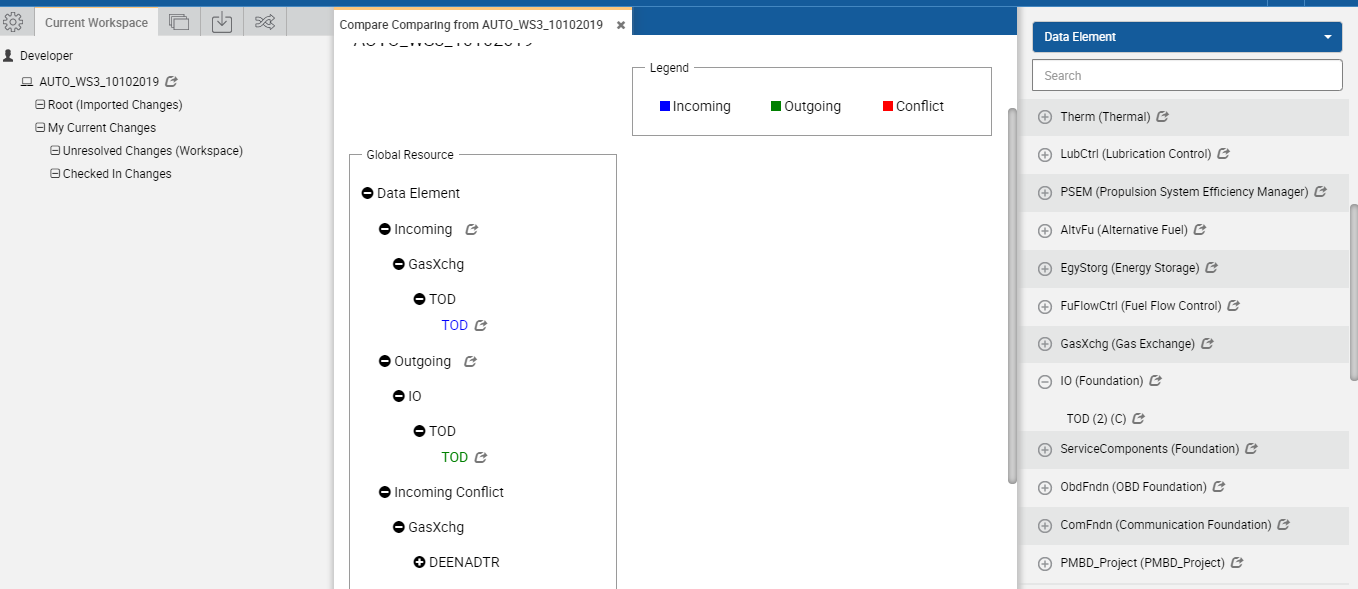 Current Workspace
Developer
AUTO_WS3_10102019
Root (Imported Changes)
My Current Changes
Unresolved Changes (Workspace)
Checked In Changes
Compare Comparing from AUTO_WS3_10102019
AUTO_WS3_10102019
Legend
Incoming Outgoing Conflict
Global Resource
Data Element
Incoming
GasXchg
TOD
TOD
Outgoing
IO
TOD
TOD
Incoming Conflict
GasXchg
DEENADTR
Data Element
Search
Therm (Thermal)
LubCtrl (Lubrication Control)
PSEM (Propulsion System Efficiency Manager)
AltvFu (Alternative Fuel)
EgyStorg (Energy Storage)
FuFlowCtrl (Fuel Flow Control)
GasXchg (Gas Exchange)
IO (Foundation)
TOD (2) (C)
ServiceComponents (Foundation)
ObdFndn (OBD Foundation)
ComFndn (Communication Foundation)
PMBD_Project (PMBD_Project)